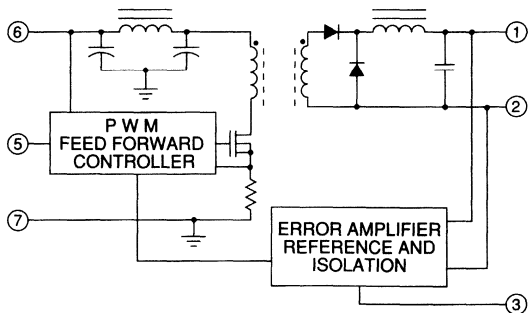 6
1
2
P W M
FEED FORWARD
CONTROLLER
5
7
ERROR AMPLIFIER
REFERENCE AND
ISOLATION
3